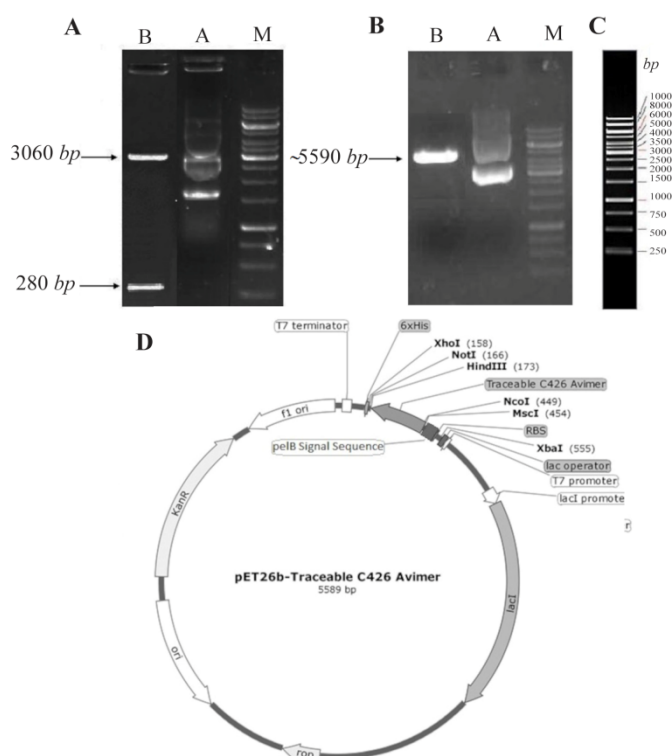 A
B
A
M
3060 bp
280 bp
B
B
A
M
~5590 bp
C
bp
1000
8000
6000
5000
4000
3500
3000
2500
2000
1500
1000
750
500
250
D
T7 terminator
6xHis
XhoI (158)
NotI (166)
HindIII (173)
Traceable C426 Avimer
NcoI (449)
MscI (454)
RBS
XbaI (555)
lac operator
T7 promoter
lacI promote
r
f1 ori
pelB Signal Sequence
KanR
pET26b-Traceable C426 Avimer
5589 bp
lacI
ori
rop